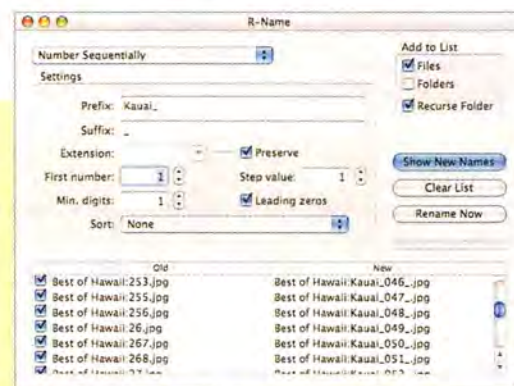 R-Name
Number Sequentially
Add to List
Files
Folders
Recurse Folder
Settings
Prefix: Kauai_
Suffix: _
Extension:
Preserve
First number: 1
Step value: 1
Min. digits: 1
Leading zeros
Sort: None
Show New Names
Clear List
Rename Now
Old New
Best of Hawaii:253.jpg Best of Hawaii:Kauai_046_.jpg
Best of Hawaii:255.jpg Best of Hawaii:Kauai_047_.jpg
Best of Hawaii:256.jpg Best of Hawaii:Kauai_048_.jpg
Best of Hawaii:26.jpg Best of Hawaii:Kauai_049_.jpg
Best of Hawaii:267.jpg Best of Hawaii:Kauai_050_.jpg
Best of Hawaii:268.jpg Best of Hawaii:Kauai_051_.jpg